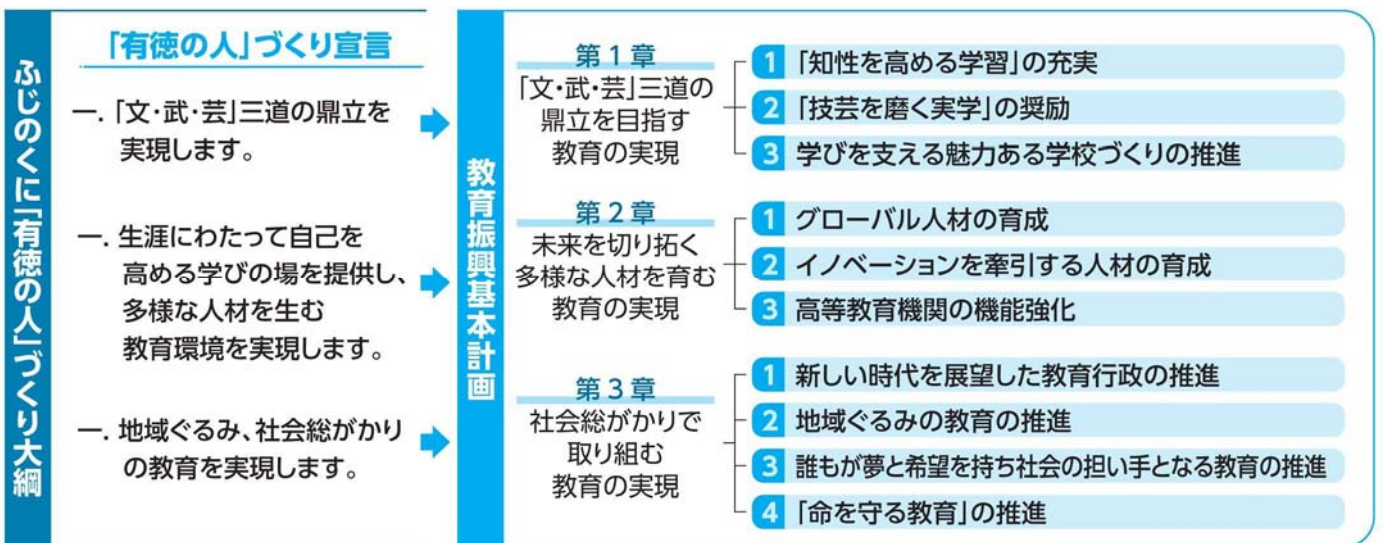 ふじのくに「有徳の人」づくり大綱
「有徳の人」づくり宣言
一. 「文・武・芸」三道の鼎立を
実現します。
一. 生涯にわたって自己を
高める学びの場を提供し、
多様な人材を生む
教育環境を実現します。
一. 地域ぐるみ、社会総がかり
の教育を実現します。
教育振興基本計画
第1章
「文・武・芸」三道の
鼎立を目指す
教育の実現
1 「知性を高める学習」の充実
2 「技芸を磨く実学」の奨励
3 学びを支える魅力ある学校づくりの推進
第2章
未来を切り拓く
多様な人材を育む
教育の実現
1 グローバル人材の育成
2 イノベーションを牽引する人材の育成
3 高等教育機関の機能強化
第3章
社会総がかりで
取り組む
教育の実現
1 新しい時代を展望した教育行政の推進
2 地域ぐるみの教育の推進
3 誰もが夢と希望を持ち社会の担い手となる教育の推進
4 「命を守る教育」の推進